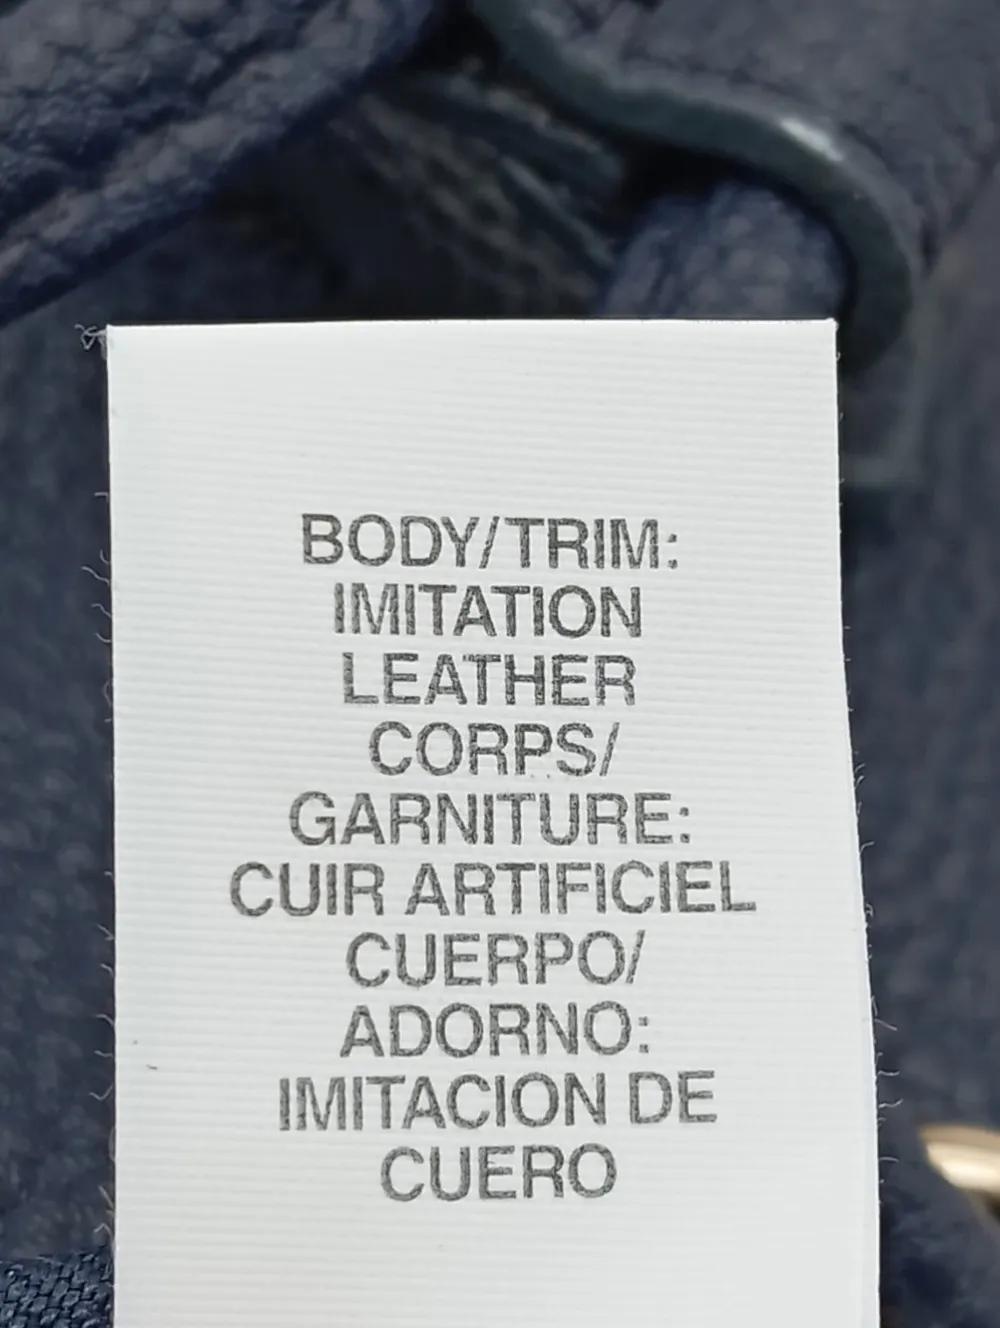 BODY/TRIM:
IMITATION
LEATHER
CORPS/
GARNITURE:
CUIR ARTIFICIEL
CUERPO/
ADORNO:
IMITACION DE
CUERO